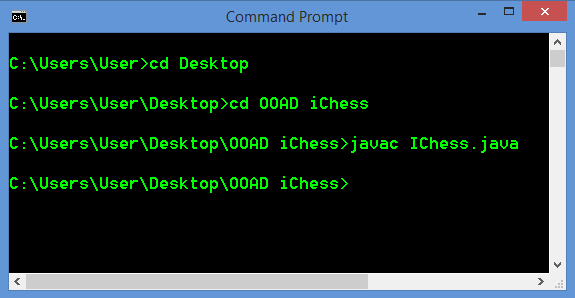 Command Prompt
C:\Users\User>cd Desktop
C:\Users\User\Desktop>cd OOAD iChess
C:\Users\User\Desktop\OOAD iChess>javac IChess.java
C:\Users\User\Desktop\OOAD iChess>